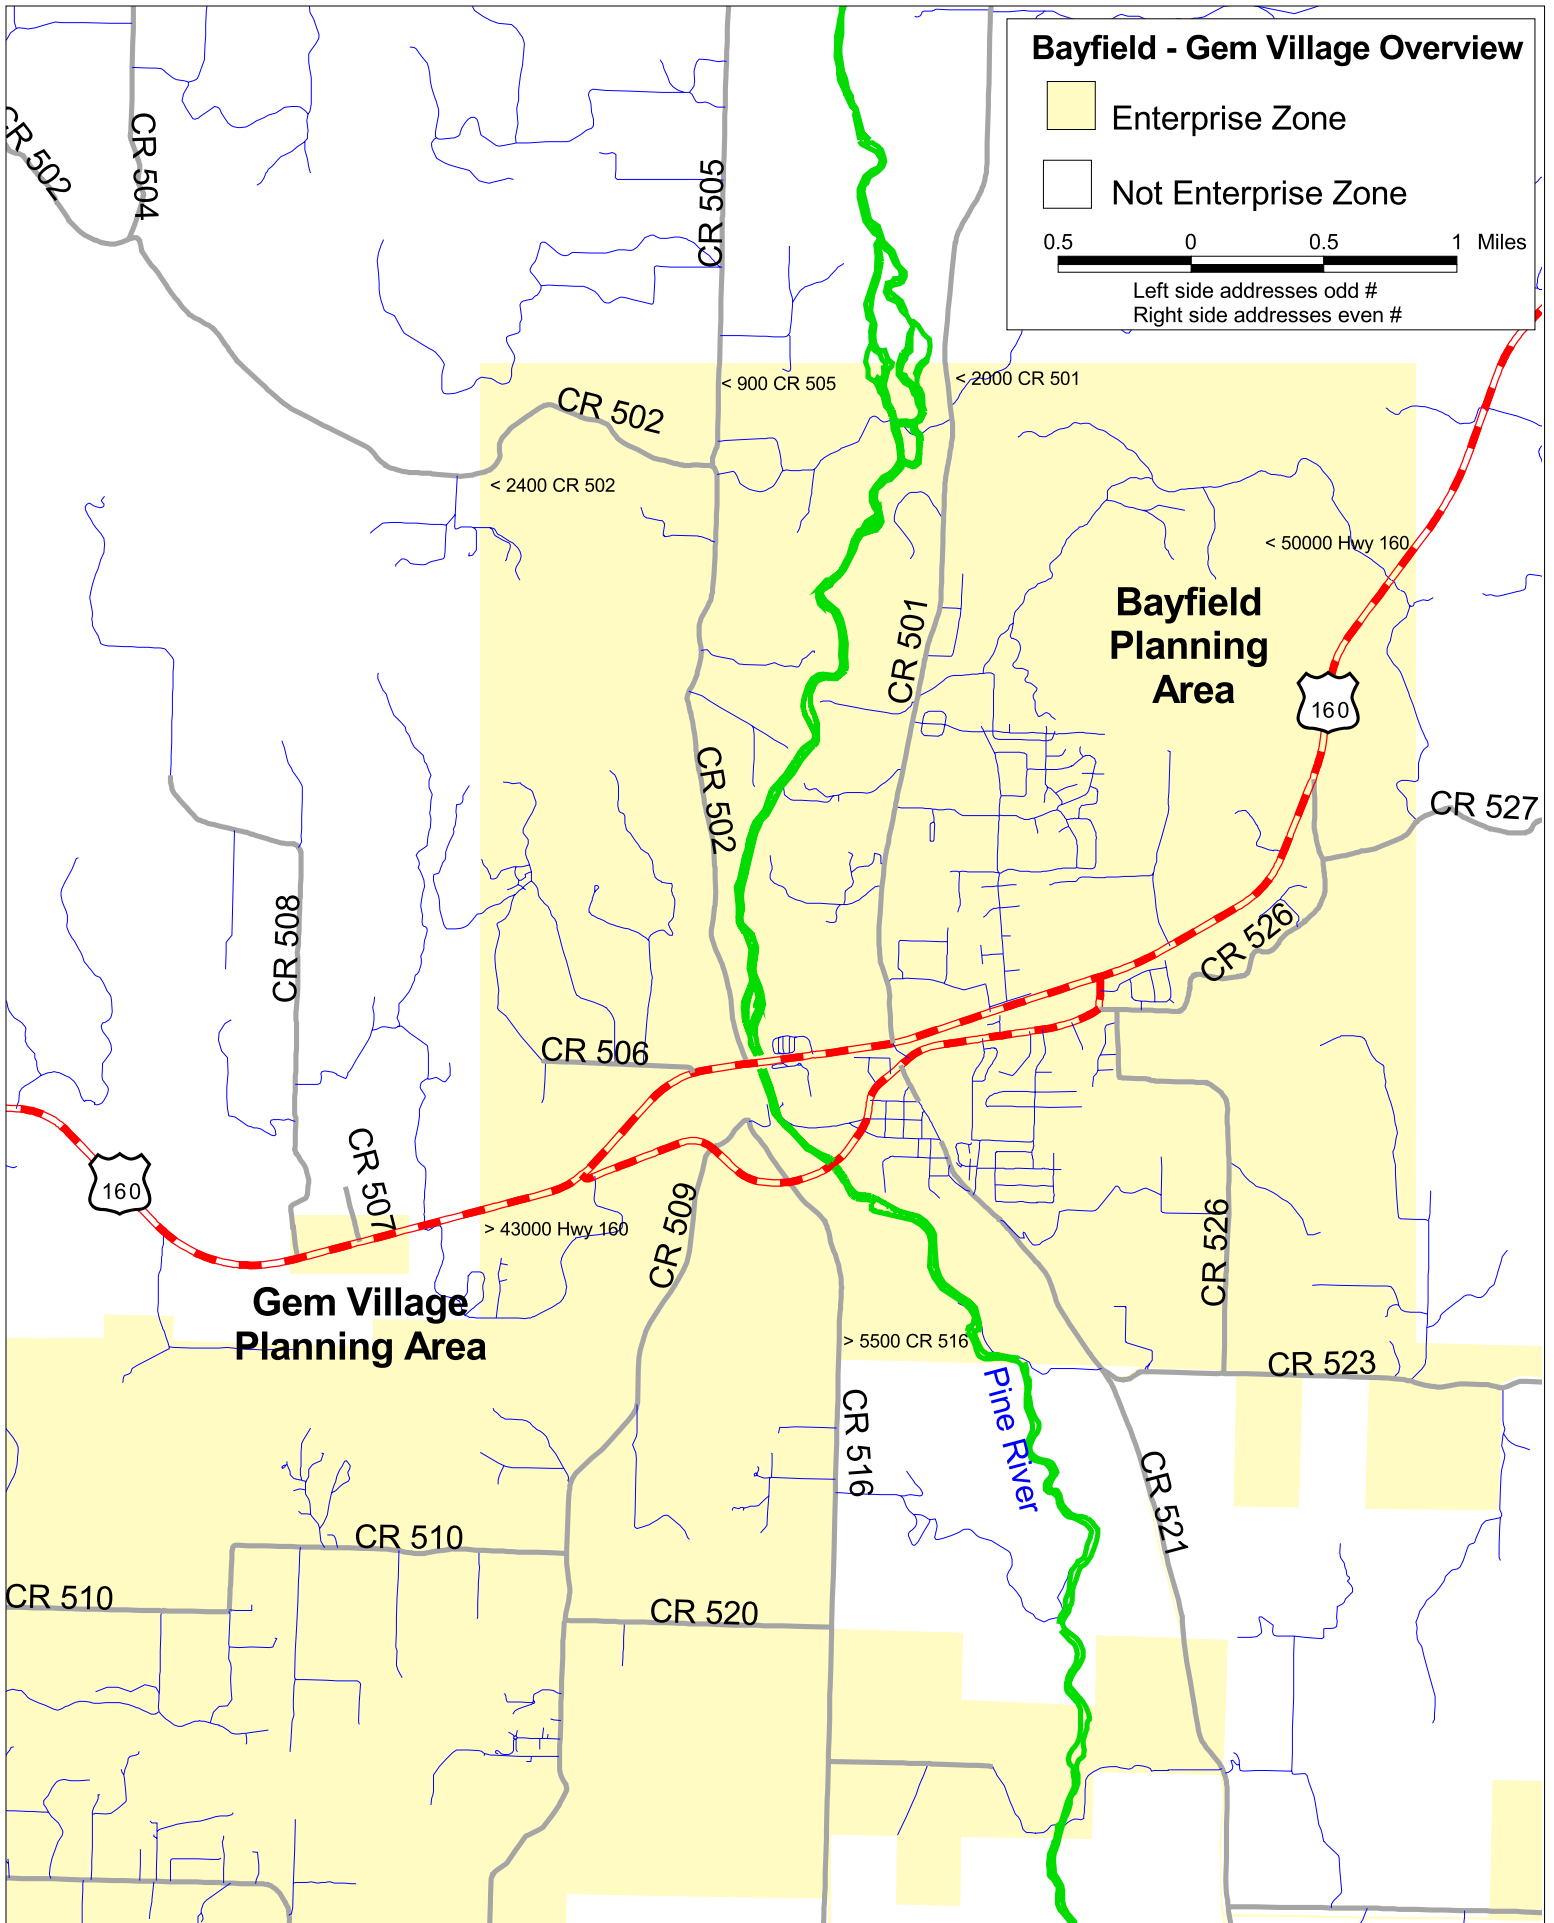 Bayfield - Gem Village Overview
Enterprise Zone
Not Enterprise Zone
0.5 0 0.5 1 Miles
Left side addresses odd #
Right side addresses even #
CR 502
CR 504
CR 505
< 900 CR 505
< 2000 CR 501
CR 502
< 2400 CR 502
< 50000 Hwy 160
Bayfield
Planning
Area
CR 501
160
CR 502
CR 527
CR 508
CR 526
CR 506
CR 507
160
CR 509
> 43000 Hwy 160
CR 526
Gem Village
Planning Area
> 5500 CR 516
CR 523
Pine River
CR 516
CR 521
CR 510
CR 510
CR 520